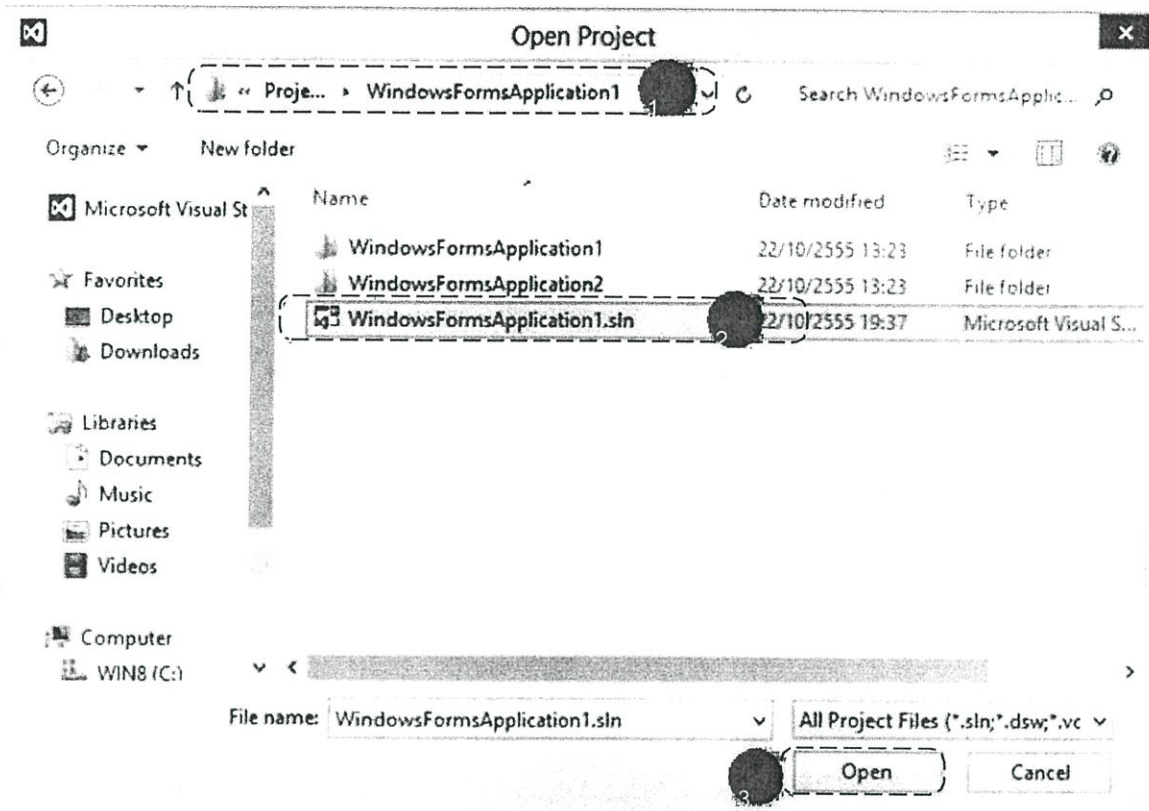 Open Project
« Proje... ▸ WindowsFormsApplication1 1 Search WindowsFormsApplic...
Organize New folder
Microsoft Visual St
Name Date modified Type
WindowsFormsApplication1 22/10/2555 13:23 File folder
Favorites
WindowsFormsApplication2 22/10/2555 13:23 File folder
Desktop
WindowsFormsApplication1.sln 2 22/10/2555 19:37 Microsoft Visual S...
Downloads
Libraries
Documents
Music
Pictures
Videos
Computer
WIN8 (C:)
File name: WindowsFormsApplication1.sln All Project Files (*.sln;*.dsw;*.vc
3 Open Cancel